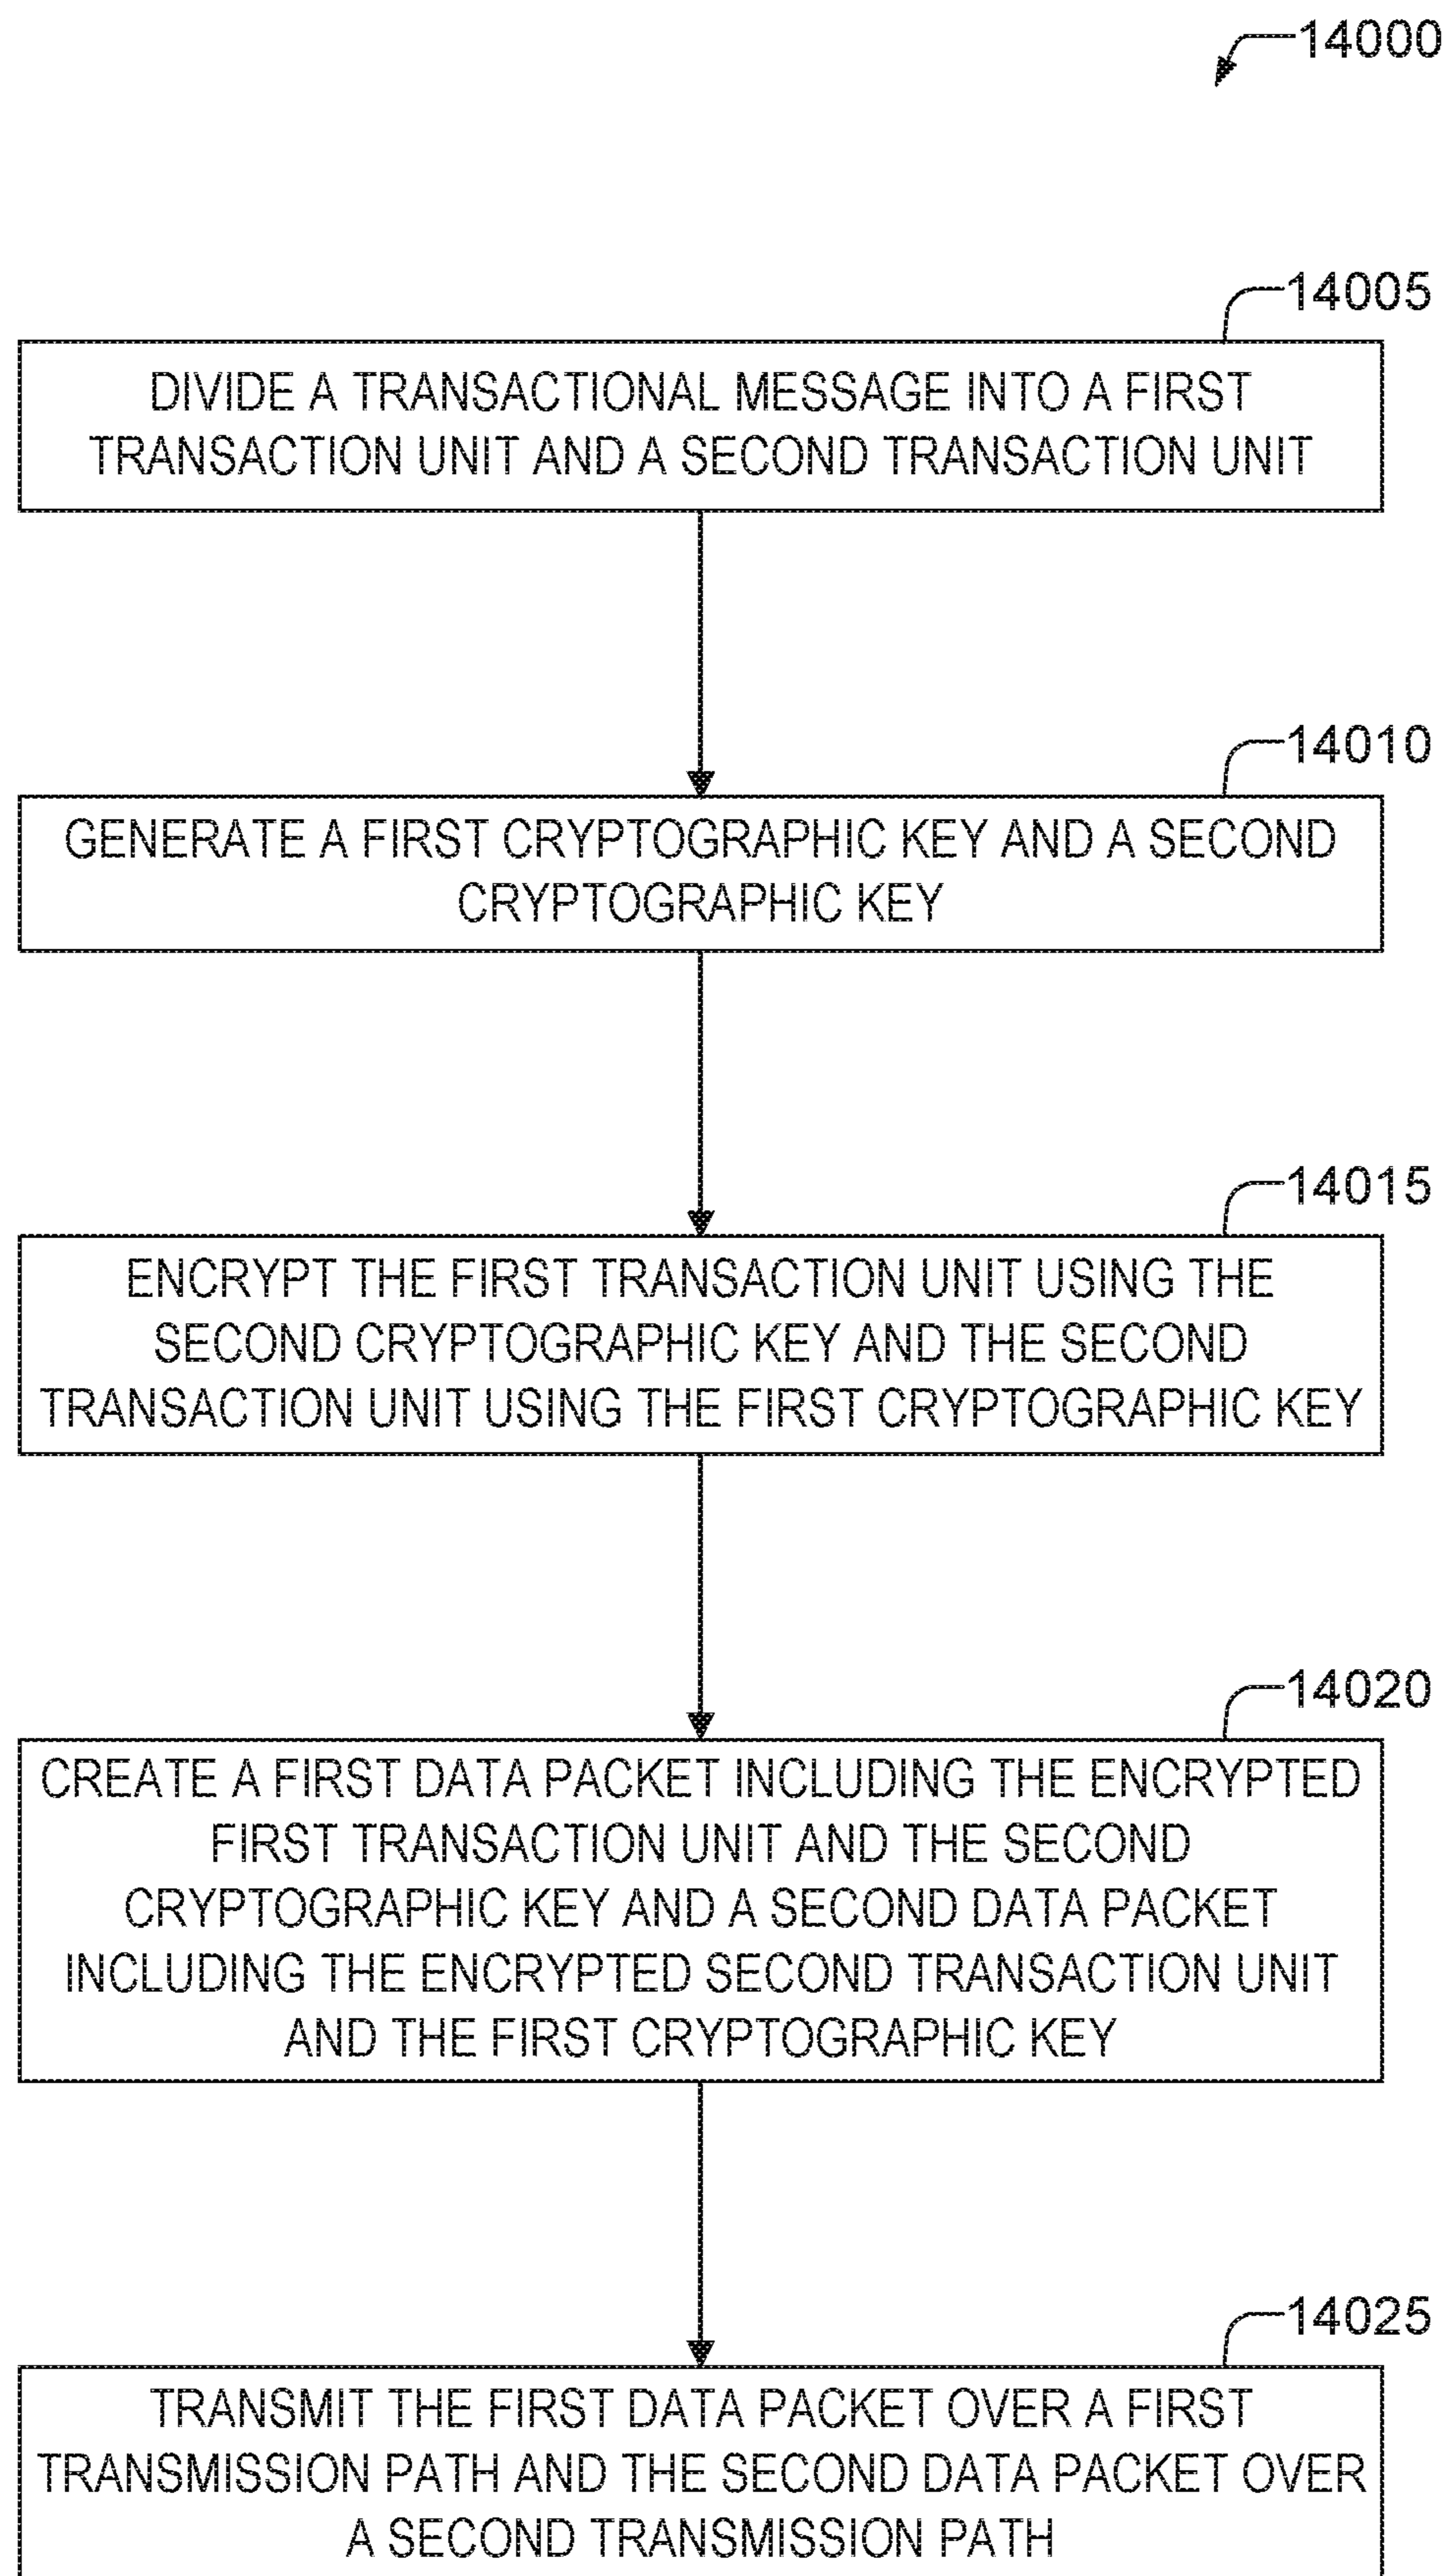 14000
14005
DIVIDE A TRANSACTIONAL MESSAGE INTO A FIRST
TRANSACTION UNIT AND A SECOND TRANSACTION UNIT
14010
GENERATE A FIRST CRYPTOGRAPHIC KEY AND A SECOND
CRYPTOGRAPHIC KEY
14015
ENCRYPT THE FIRST TRANSACTION UNIT USING THE
SECOND CRYPTOGRAPHIC KEY AND THE SECOND
TRANSACTION UNIT USING THE FIRST CRYPTOGRAPHIC KEY
14020
CREATE A FIRST DATA PACKET INCLUDING THE ENCRYPTED
FIRST TRANSACTION UNIT AND THE SECOND
CRYPTOGRAPHIC KEY AND A SECOND DATA PACKET
INCLUDING THE ENCRYPTED SECOND TRANSACTION UNIT
AND THE FIRST CRYPTOGRAPHIC KEY
14025
TRANSMIT THE FIRST DATA PACKET OVER A FIRST
TRANSMISSION PATH AND THE SECOND DATA PACKET OVER
A SECOND TRANSMISSION PATH